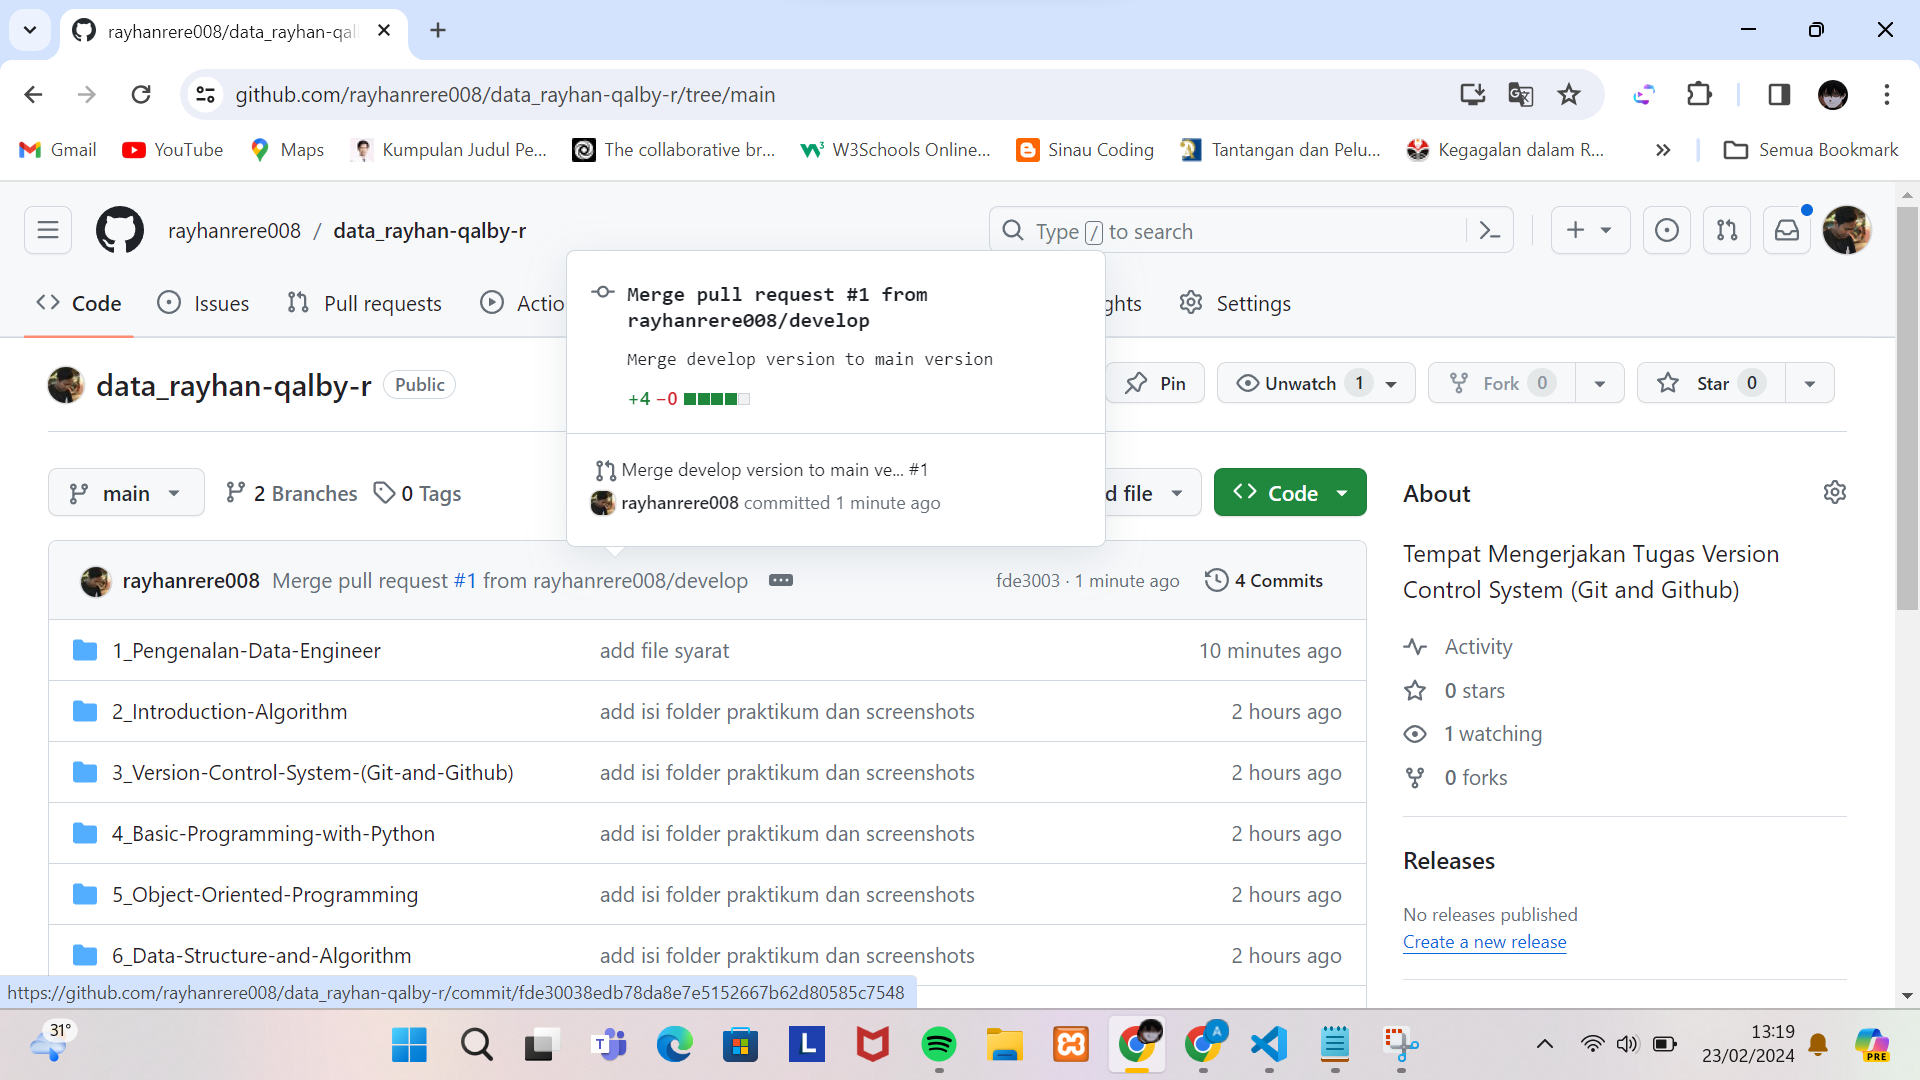 rayhanrere008/data_rayhan-qal
github.com/rayhanrere008/data_rayhan-qalby-r/tree/main
Gmail
YouTube
Maps
Kumpulan Judul Pe...
The collaborative br...
W3Schools Online...
Sinau Coding
Tantangan dan Pelu...
Kegagalan dalam R...
Semua Bookmark
rayhanrere008 / data_rayhan-qalby-r
Type / to search
Code
Issues
Pull requests
Actio
ghts
Settings
Merge pull request #1 from
rayhanrere008/develop
Merge develop version to main version
+4 −0
Merge develop version to main ve... #1
rayhanrere008 committed 1 minute ago
data_rayhan-qalby-r
Public
Pin
Unwatch 1
Fork 0
Star 0
main
2 Branches
0 Tags
d file
Code
About
Tempat Mengerjakan Tugas Version
Control System (Git and Github)
rayhanrere008 Merge pull request #1 from rayhanrere008/develop
fde3003 · 1 minute ago
4 Commits
1_Pengenalan-Data-Engineer add file syarat 10 minutes ago
2_Introduction-Algorithm add isi folder praktikum dan screenshots 2 hours ago
3_Version-Control-System-(Git-and-Github) add isi folder praktikum dan screenshots 2 hours ago
4_Basic-Programming-with-Python add isi folder praktikum dan screenshots 2 hours ago
5_Object-Oriented-Programming add isi folder praktikum dan screenshots 2 hours ago
6_Data-Structure-and-Algorithm add isi folder praktikum dan screenshots 2 hours ago
Activity
0 stars
1 watching
0 forks
Releases
No releases published
Create a new release
https://github.com/rayhanrere008/data_rayhan-qalby-r/commit/fde30038edb78da8e7e5152667b62d80585c7548
31°
L
A
13:19
23/02/2024
PRE